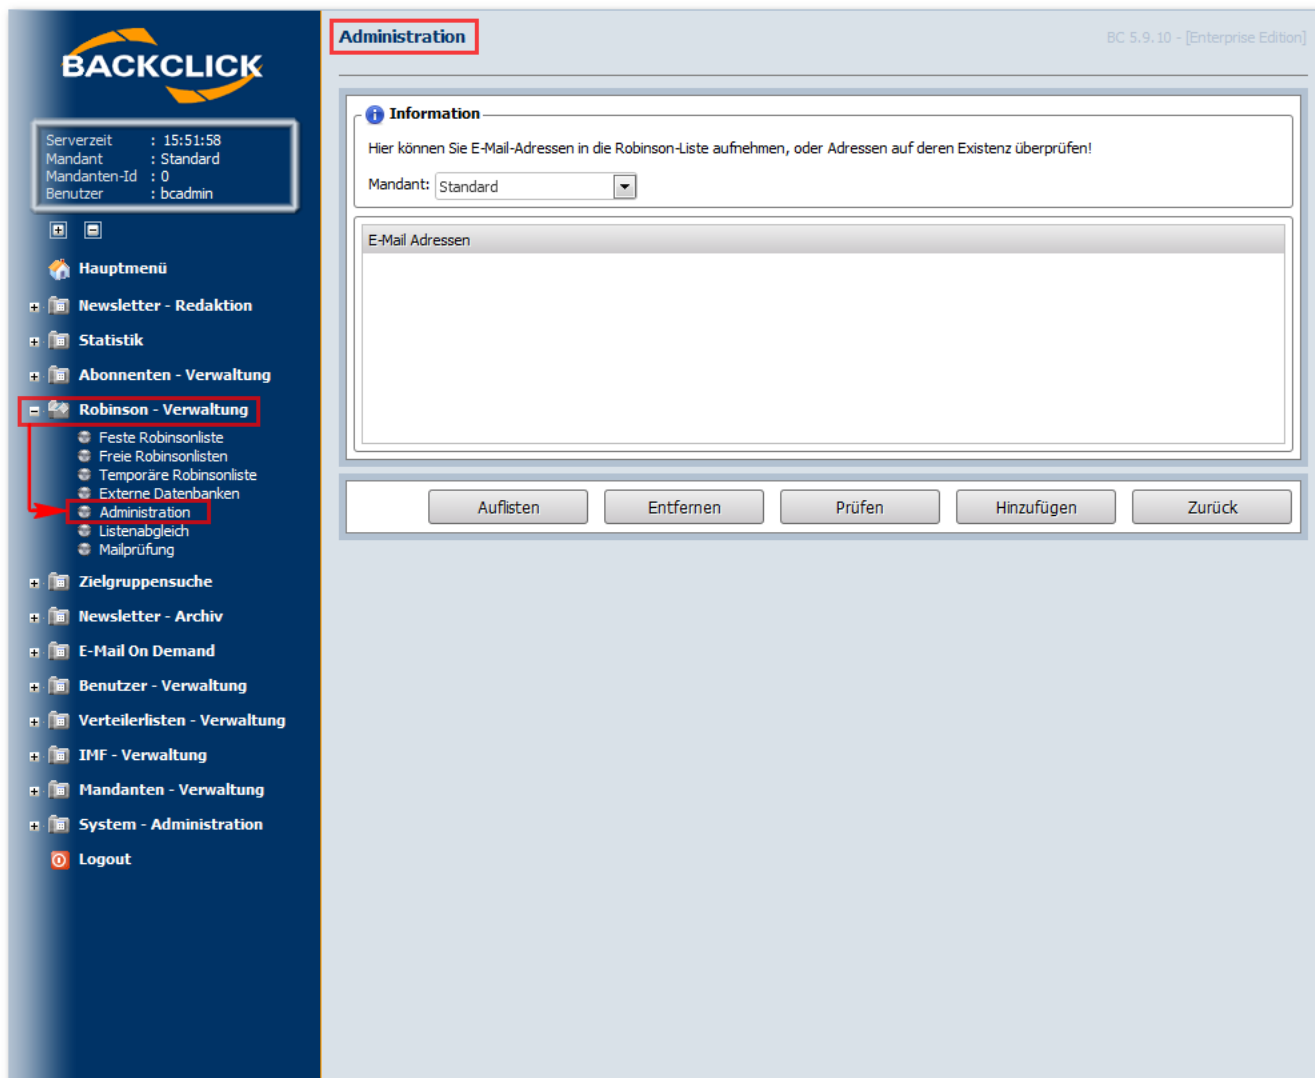 BACKCLICK
Serverzeit : 15:51:58
Mandant : Standard
Mandanten-Id : 0
Benutzer : bcadmin
Hauptmenü
Newsletter - Redaktion
Statistik
Abonnenten - Verwaltung
Robinson - Verwaltung
Feste Robinsonliste
Freie Robinsonlisten
Temporäre Robinsonliste
Externe Datenbanken
Administration
Listenabgleich
Mailprüfung
Zielgruppensuche
Newsletter - Archiv
E-Mail On Demand
Benutzer - Verwaltung
Verteilerlisten - Verwaltung
IMF - Verwaltung
Mandanten - Verwaltung
System - Administration
Logout
Administration
BC 5.9.10 - [Enterprise Edition]
Information
Hier können Sie E-Mail-Adressen in die Robinson-Liste aufnehmen, oder Adressen auf deren Existenz überprüfen!
Mandant: Standard
E-Mail Adressen
Auflisten Entfernen Prüfen Hinzufügen Zurück